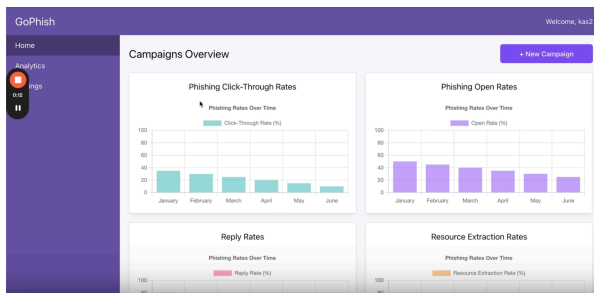 GoPhish
Welcome, kas2
Home
Analytics
ings
0:12
Campaigns Overview
+ New Campaign
Phishing Click-Through Rates
Phishing Rates Over Time
Click-Through Rate (%)
100
80
60
40
20
0
January February March April May June
Phishing Open Rates
Phishing Rates Over Time
Open Rate (%)
100
80
60
40
20
0
January February March April May June
Reply Rates
Phishing Rates Over Time
Reply Rate (%)
100
Resource Extraction Rates
Phishing Rates Over Time
Resource Extraction Rate (%)
100